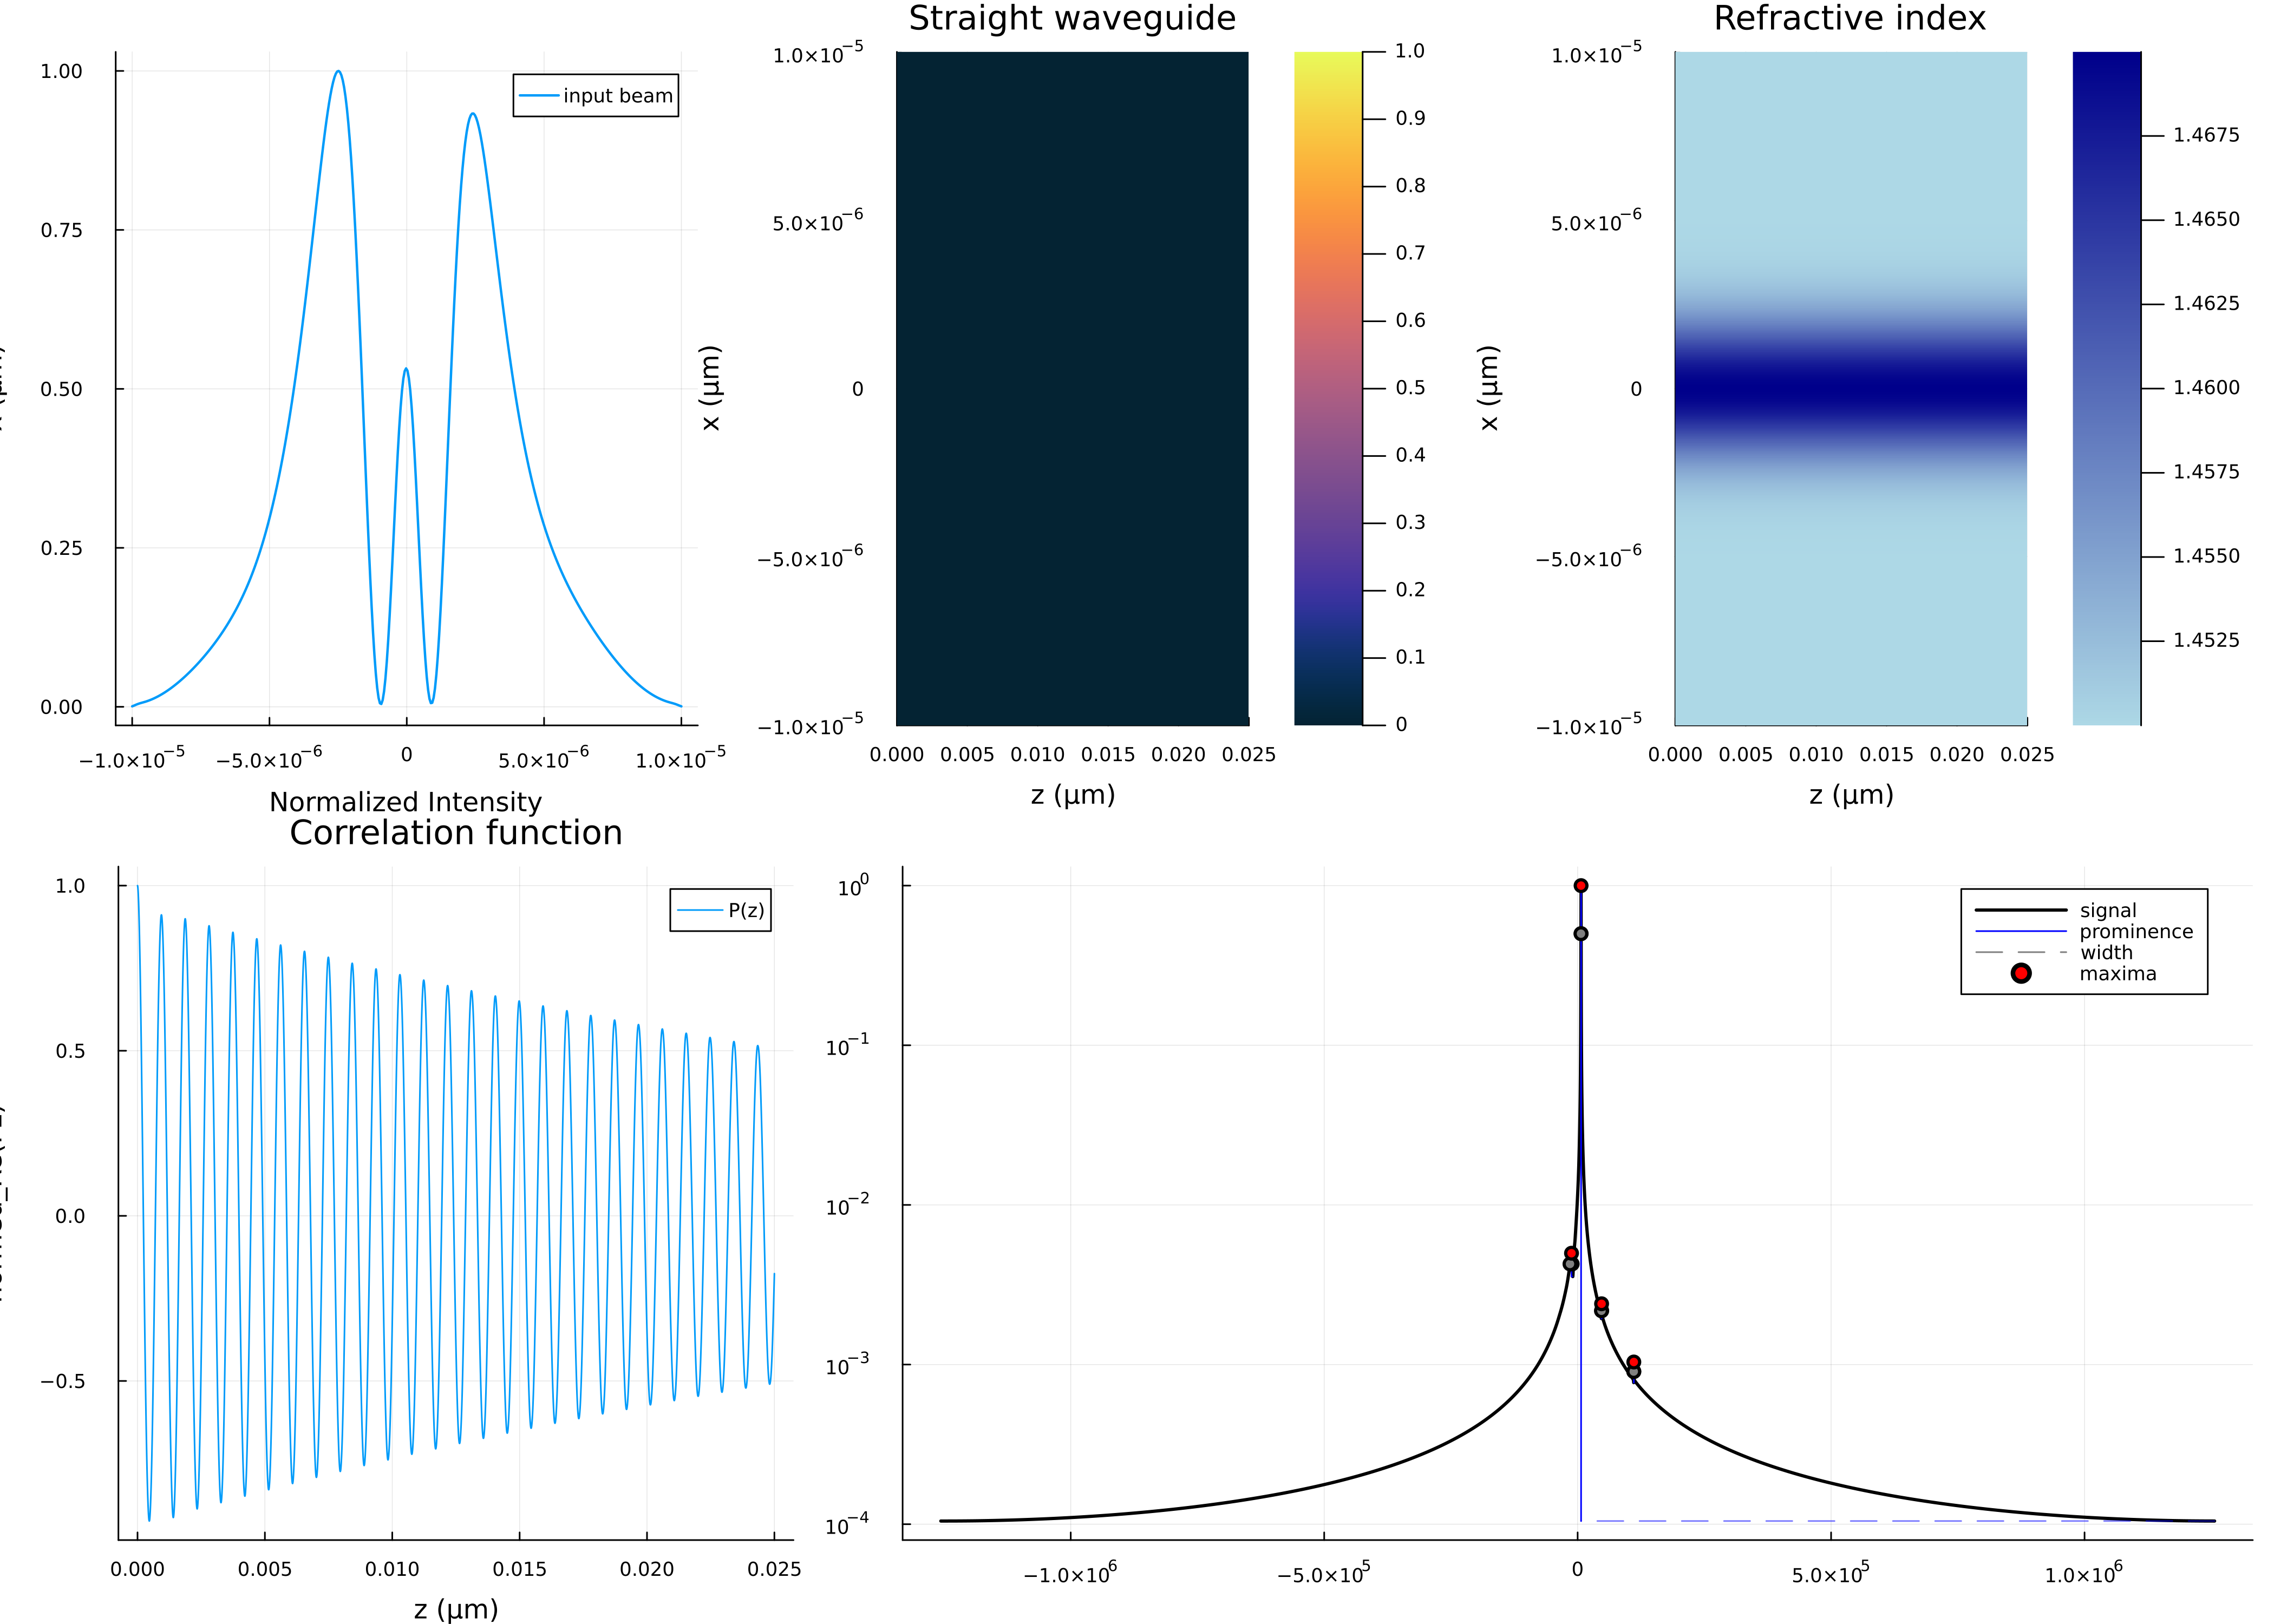 1.00
0.75
0.50
0.25
0.00
input beam
−1.0×10⁻⁵ −5.0×10⁻⁶ 0 5.0×10⁻⁶ 1.0×10⁻⁵
Normalized Intensity
Straight waveguide
x (μm)
1.0×10⁻⁵
5.0×10⁻⁶
0
−5.0×10⁻⁶
−1.0×10⁻⁵
0.000 0.005 0.010 0.015 0.020 0.025
z (μm)
1.0
0.9
0.8
0.7
0.6
0.5
0.4
0.3
0.2
0.1
0
Refractive index
x (μm)
1.0×10⁻⁵
5.0×10⁻⁶
0
−5.0×10⁻⁶
−1.0×10⁻⁵
0.000 0.005 0.010 0.015 0.020 0.025
z (μm)
1.4675
1.4650
1.4625
1.4600
1.4575
1.4550
1.4525
Correlation function
1.0
0.5
0.0
−0.5
P(z)
0.000 0.005 0.010 0.015 0.020 0.025
z (μm)
10⁰
10⁻¹
10⁻²
10⁻³
10⁻⁴
signal
prominence
width
maxima
−1.0×10⁶ −5.0×10⁵ 0 5.0×10⁵ 1.0×10⁶